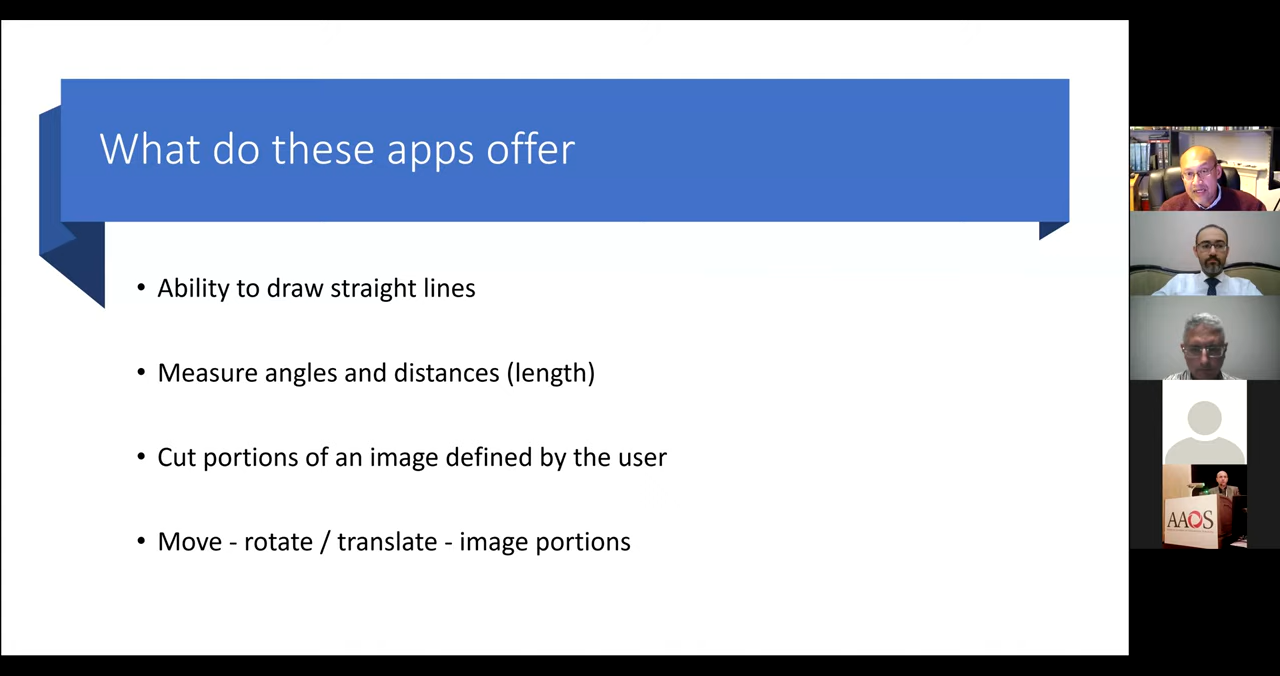 What do these apps offer
• Ability to draw straight lines
• Measure angles and distances (length)
• Cut portions of an image defined by the user
• Move - rotate / translate - image portions
AAOS